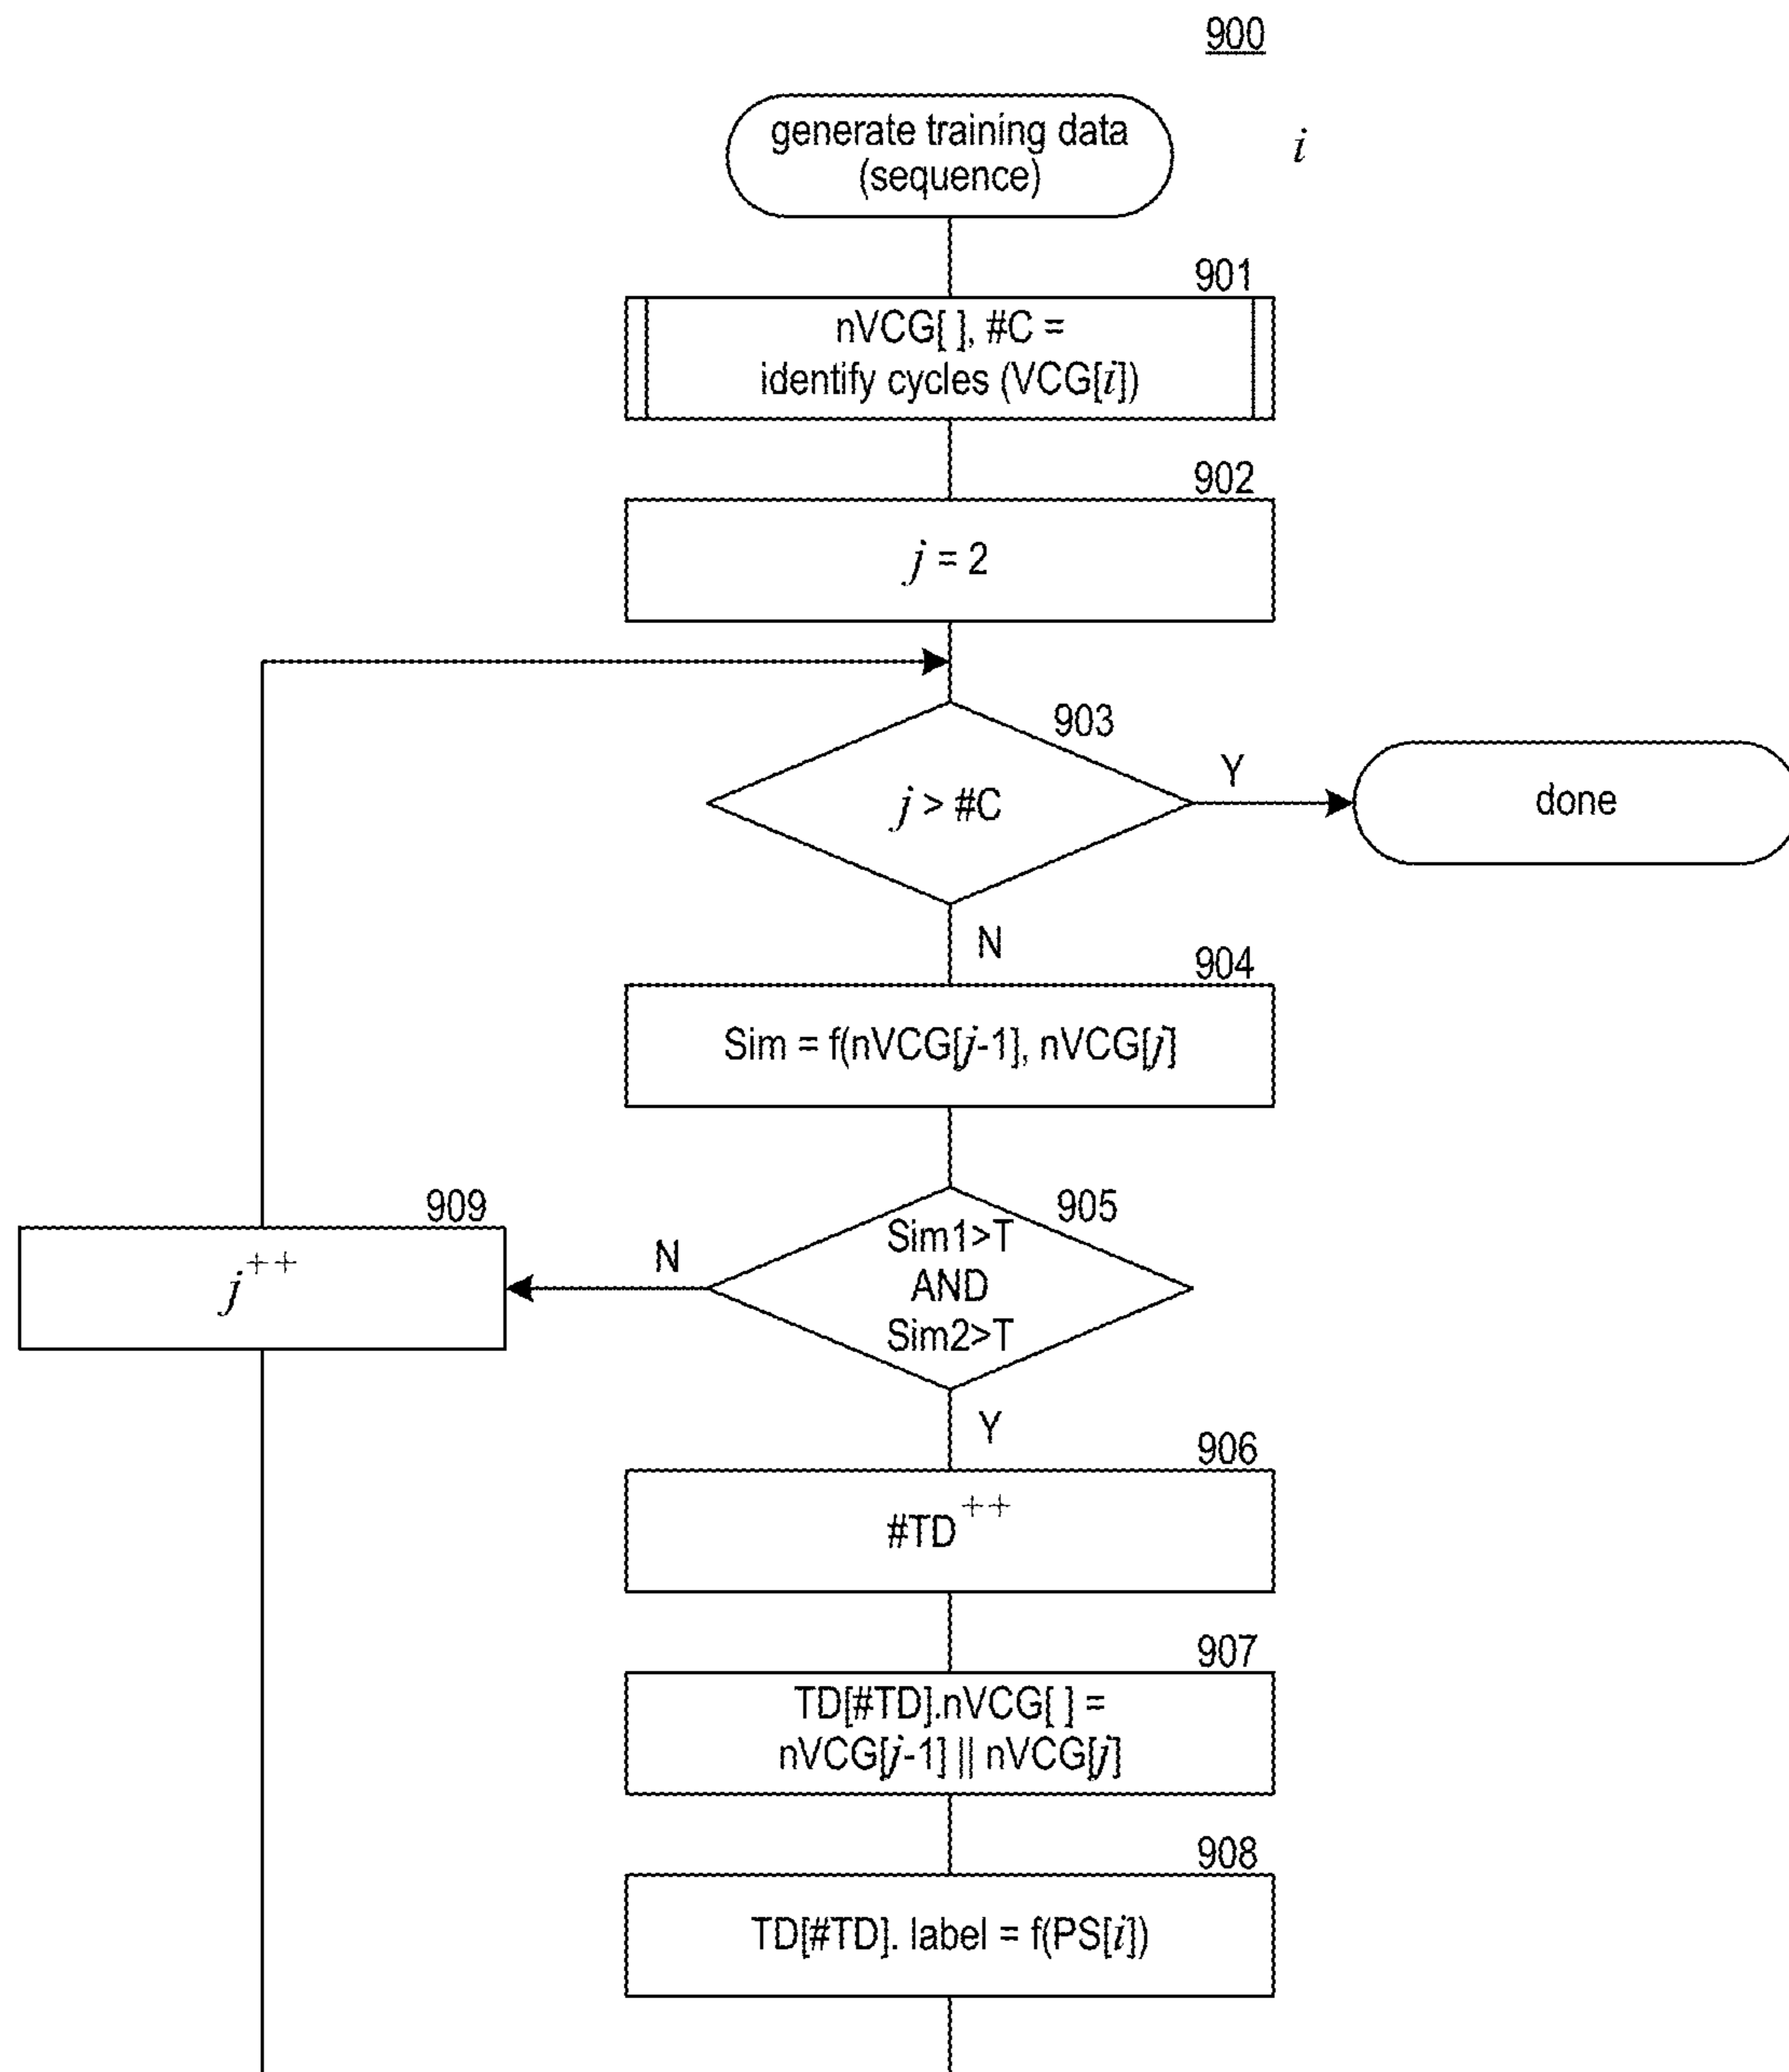 900
generate training data
(sequence)
i
901
nVCG[ ], #C =
identify cycles (VCG[i])
902
j = 2
903
j > #C
Y
done
N
904
Sim = f(nVCG[j-1], nVCG[j]
905
Sim1>T
AND
Sim2>T
N
909
j++
Y
906
#TD++
907
TD[#TD].nVCG[ ] =
nVCG[j-1] || nVCG[j]
908
TD[#TD]. label = f(PS[i])